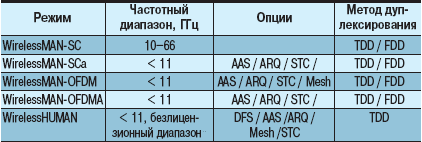 Режим Частотный диапазон, ГГц Опции Метод дуп-лексирования
WirelessMAN-SC 10–66 TDD / FDD
WirelessMAN-SCa < 11 AAS / ARQ / STC / TDD / FDD
WirelessMAN-OFDM < 11 AAS / ARQ / STC / Mesh TDD / FDD
WirelessMAN-OFDMA < 11 AAS / ARQ / STC / TDD / FDD
WirelessHUMAN < 11, безлицен- DFS / AAS /ARQ / TDD
зионный диапазон Mesh /STC